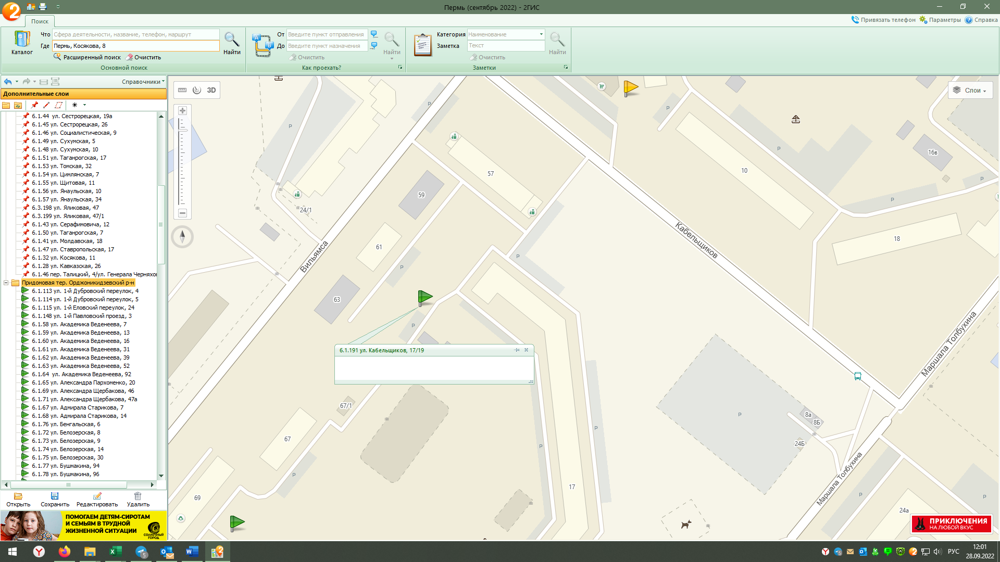 Пермь (сентябрь 2022) - 2ГИС
Поиск
Привязать телефон
Параметры
Справка
Каталог
Что
Сфера деятельности, название, телефон, маршрут
Где
Пермь, Косякова, 8
Расширенный поиск
Очистить
Найти
Основной поиск
От
Введите пункт отправления
До
Введите пункт назначения
Очистить
Найти
Как проехать?
Категория
Наименование
Заметка
Текст
Очистить
Найти
Заметки
Справочники
Дополнительные слои
6.1.44 ул. Сестрорецкая, 19а
6.1.45 ул. Сестрорецкая, 26
6.1.46 ул. Социалистическая, 9
6.1.49 ул. Сухумская, 5
6.1.48 ул. Сухумская, 10
6.1.51 ул. Таганрогская, 17
6.1.53 ул. Томская, 32
6.1.54 ул. Цимлянская, 7
6.1.55 ул. Щитовая, 11
6.1.56 ул. Янаульская, 10
6.1.57 ул. Янаульская, 34
6.3.198 ул. Яликовая, 47
6.3.199 ул. Яликовая, 47/1
6.1.43 ул. Серафимовича, 12
6.1.50 ул. Таганрогская, 7
6.1.41 ул. Молдавская, 18
6.1.47 ул. Ставропольская, 17
6.1.32 ул. Косякова, 11
6.1.28 ул. Кавказская, 26
6.1.46 пер. Талицкий, 4/ул. Генерала Черняхо
Придомовая тер. Орджоникидзевский р-н
6.1.113 ул. 1-й Дубровский переулок, 4
6.1.114 ул. 1-й Дубровский переулок, 5
6.1.115 ул. 1-й Еловский переулок, 24
6.1.148 ул. 1-й Павловский проезд, 3
6.1.58 ул. Академика Веденеева, 7
6.1.59 ул. Академика Веденеева, 13
6.1.60 ул. Академика Веденеева, 16
6.1.61 ул. Академика Веденеева, 31
6.1.62 ул. Академика Веденеева, 39
6.1.63 ул. Академика Веденеева, 52
6.1.64 ул. Академика Веденеева, 92
6.1.65 ул. Александра Пархоменко, 20
6.1.69 ул. Александра Щербакова, 46
6.1.71 ул. Александра Щербакова, 47а
6.1.67 ул. Адмирала Старикова, 7
6.1.68 ул. Адмирала Старикова, 14
6.1.76 ул. Бенгальская, 6
6.1.72 ул. Белозерская, 8
6.1.73 ул. Белозерская, 9
6.1.74 ул. Белозерская, 14
6.1.75 ул. Белозерская, 30
6.1.77 ул. Бушмакина, 94
6.1.78 ул. Бушмакина, 96
Открыть
Сохранить
Редактировать
Удалить
ПОМОГАЕМ ДЕТЯМ-СИРОТАМ
И СЕМЬЯМ В ТРУДНОЙ
ЖИЗНЕННОЙ СИТУАЦИИ
СОЛНЕЧНЫЙ
ГОРОД
3D
Слои
P
P
P
P
16в
57
10
P
59
P
24/1
61
18
Кабельщиков
Вильямса
P
P
63
P
6.1.191 ул. Кабельщиков, 17/19
Маршала Толбухина
67/1
P
8а
8Б
67
P
P
24Б
P
Маршала Толбухина
17
69
P
P
24а
ПРИКЛЮЧЕНИЯ
НА ЛЮБОЙ ВКУС
5
РУС
12:01
28.09.2022